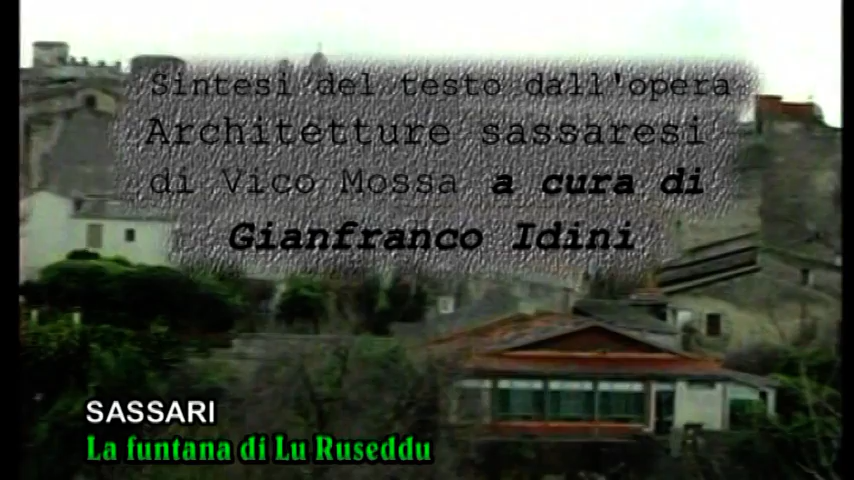 Sintesi del testo dall'opera
Architetture sassaresi
di Vico Mossa a cura di
Gianfranco Idini
SASSARI
La funtana di Lu Ruseddu